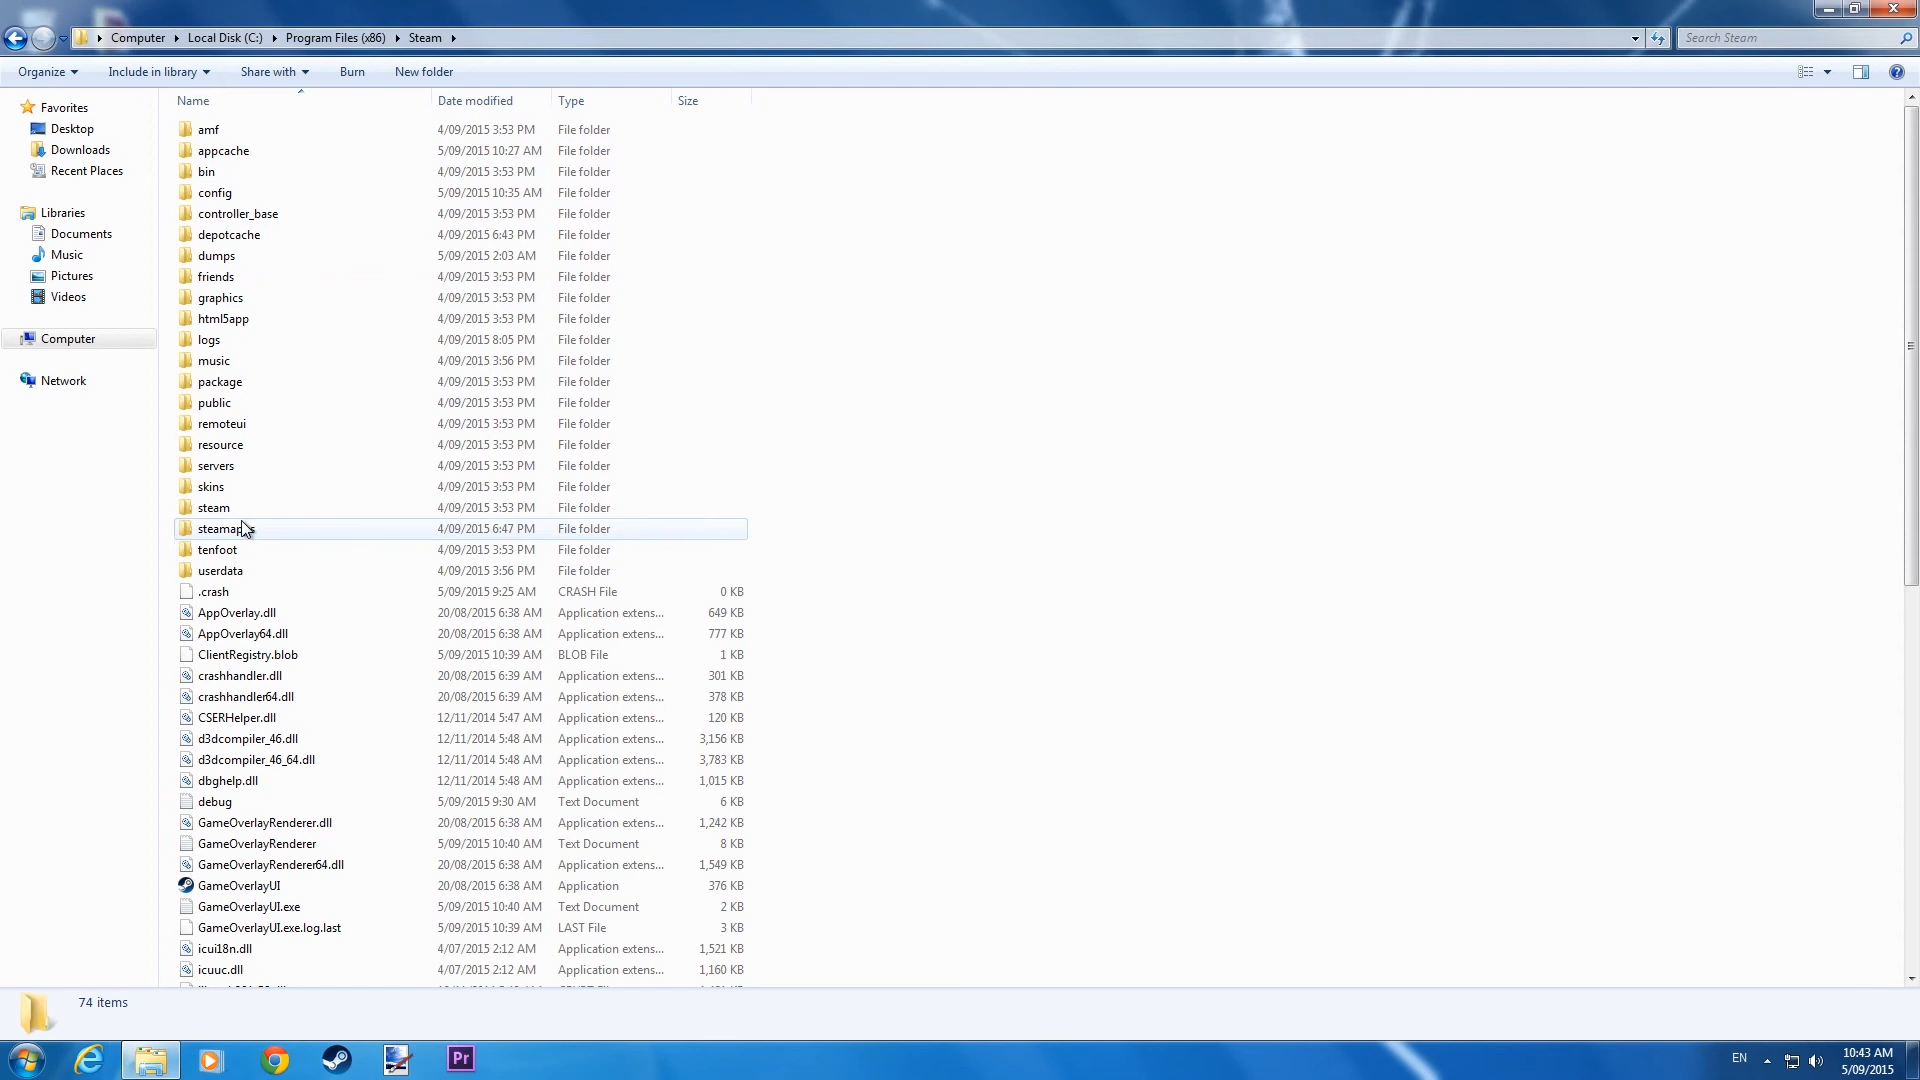 Computer Local Disk (C:) Program Files (x86) Steam Search Steam
Organize Include in library Share with Burn New folder
Name Date modified Type Size
Favorites
Desktop
Downloads
Recent Places
Libraries
Documents
Music
Pictures
Videos
Computer
Network
amf 4/09/2015 3:53 PM File folder
appcache 5/09/2015 10:27 AM File folder
bin 4/09/2015 3:53 PM File folder
config 5/09/2015 10:35 AM File folder
controller_base 4/09/2015 3:53 PM File folder
depotcache 4/09/2015 6:43 PM File folder
dumps 5/09/2015 2:03 AM File folder
friends 4/09/2015 3:53 PM File folder
graphics 4/09/2015 3:53 PM File folder
html5app 4/09/2015 3:53 PM File folder
logs 4/09/2015 8:05 PM File folder
music 4/09/2015 3:56 PM File folder
package 4/09/2015 3:53 PM File folder
public 4/09/2015 3:53 PM File folder
remoteui 4/09/2015 3:53 PM File folder
resource 4/09/2015 3:53 PM File folder
servers 4/09/2015 3:53 PM File folder
skins 4/09/2015 3:53 PM File folder
steam 4/09/2015 3:53 PM File folder
steamapps 4/09/2015 6:47 PM File folder
tenfoot 4/09/2015 3:53 PM File folder
userdata 4/09/2015 3:56 PM File folder
.crash 5/09/2015 9:25 AM CRASH File 0 KB
AppOverlay.dll 20/08/2015 6:38 AM Application extens... 649 KB
AppOverlay64.dll 20/08/2015 6:38 AM Application extens... 777 KB
ClientRegistry.blob 5/09/2015 10:39 AM BLOB File 1 KB
crashhandler.dll 20/08/2015 6:39 AM Application extens... 301 KB
crashhandler64.dll 20/08/2015 6:39 AM Application extens... 378 KB
CSERHelper.dll 12/11/2014 5:47 AM Application extens... 120 KB
d3dcompiler_46.dll 12/11/2014 5:48 AM Application extens... 3,156 KB
d3dcompiler_46_64.dll 12/11/2014 5:48 AM Application extens... 3,783 KB
dbghelp.dll 12/11/2014 5:48 AM Application extens... 1,015 KB
debug 5/09/2015 9:30 AM Text Document 6 KB
GameOverlayRenderer.dll 20/08/2015 6:38 AM Application extens... 1,242 KB
GameOverlayRenderer 5/09/2015 10:40 AM Text Document 8 KB
GameOverlayRenderer64.dll 20/08/2015 6:38 AM Application extens... 1,549 KB
GameOverlayUI 20/08/2015 6:38 AM Application 376 KB
GameOverlayUI.exe 5/09/2015 10:40 AM Text Document 2 KB
GameOverlayUI.exe.log.last 5/09/2015 10:39 AM LAST File 3 KB
icui18n.dll 4/07/2015 2:12 AM Application extens... 1,521 KB
icuuc.dll 4/07/2015 2:12 AM Application extens... 1,160 KB
74 items
Pr EN 10:43 AM
5/09/2015